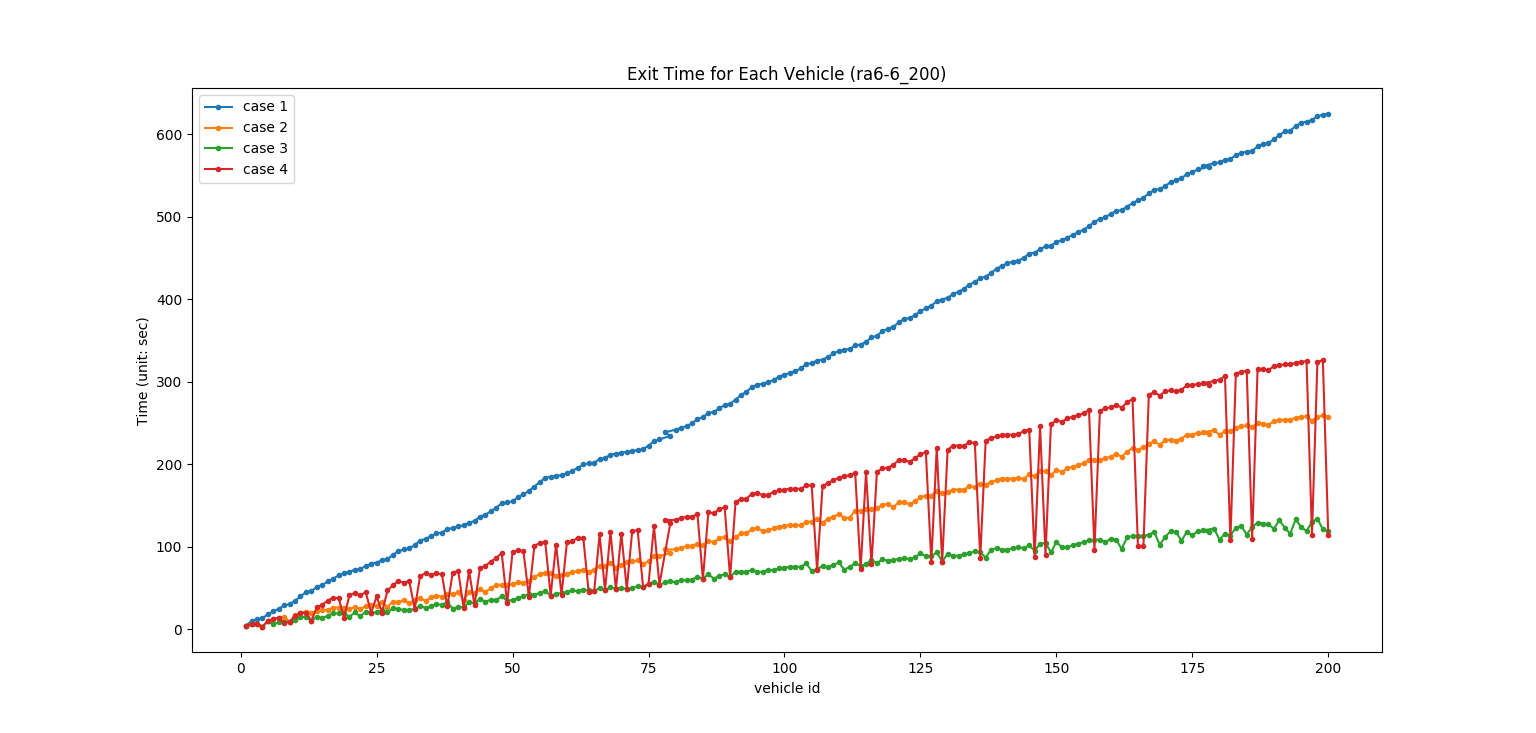 Exit Time for Each Vehicle (ra6-6_200)
case 1
case 2
case 3
case 4
600
500
400
300
200
100
0
Time (unit: sec)
0 25 50 75 100 125 150 175 200
vehicle id